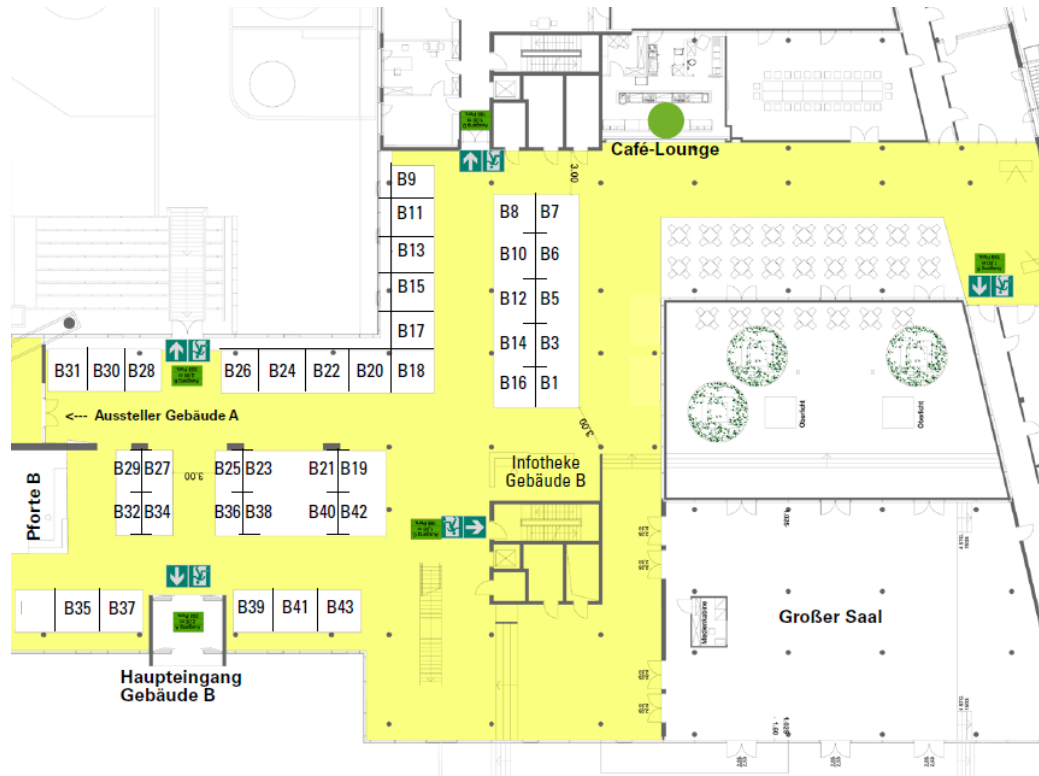 Café-Lounge
3.00
B9
B11
B13
B15
B17
B18
B8 B7
B10 B6
B12 B5
B14 B3
B16 B1
B31 B30 B28
B26 B24 B22 B20
<--- Aussteller Gebäude A
3.00
Oberlicht
Oberlicht
Pforte B
B29 B27
B32 B34
3.00
B25 B23
B36 B38
B21 B19
B40 B42
Infotheke
Gebäude B
B35 B37
B39 B41 B43
Haupteingang
Gebäude B
Medienkabine
Großer Saal